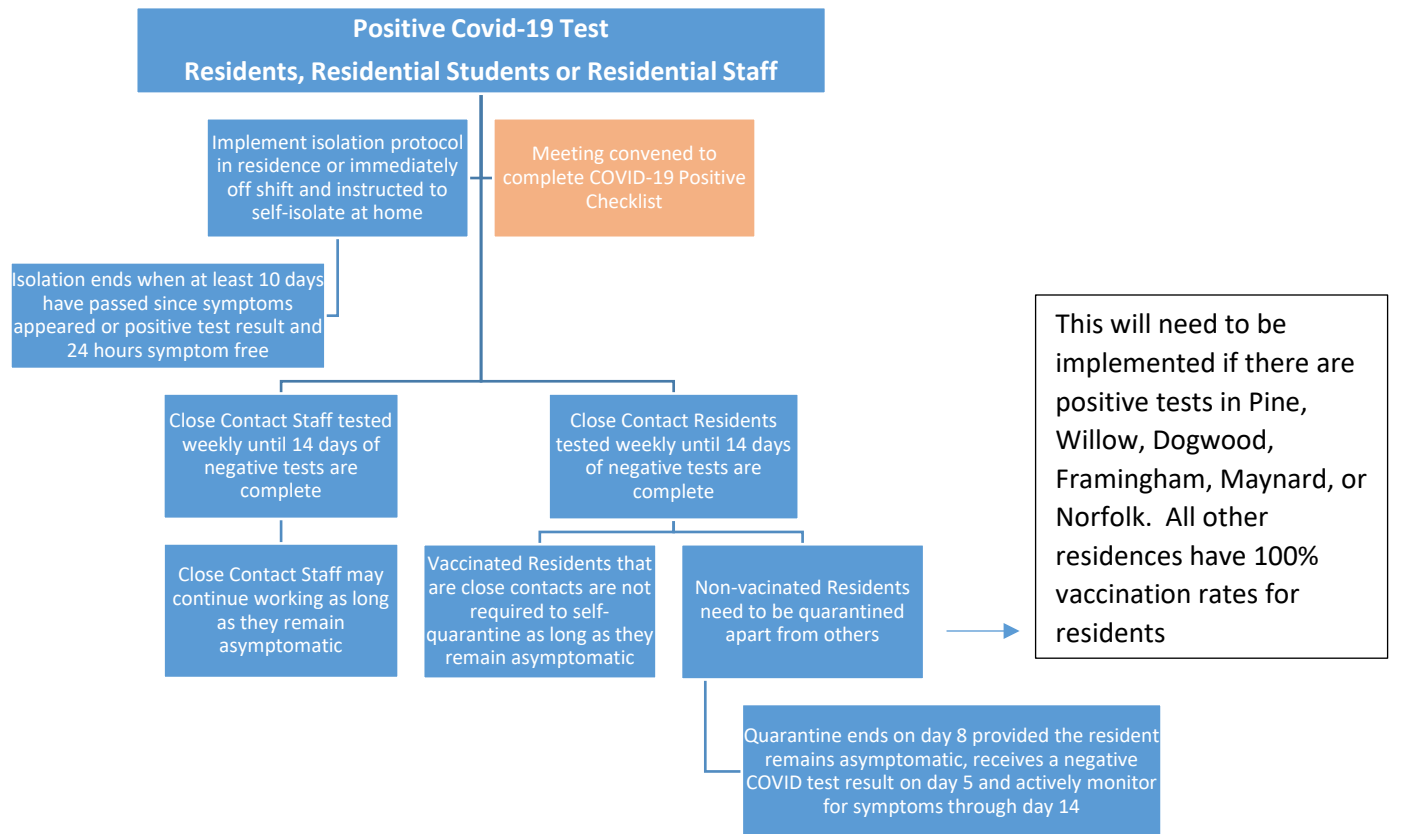 Positive Covid-19 Test
Residents, Residential Students or Residential Staff
Implement isolation protocol
in residence or immediately
off shift and instructed to
self-isolate at home
Meeting convened to
complete COVID-19 Positive
Checklist
Isolation ends when at least 10 days
have passed since symptoms
appeared or positive test result and
24 hours symptom free
Close Contact Staff tested
weekly until 14 days of
negative tests are
complete
Close Contact Residents
tested weekly until 14 days
of negative tests are
complete
Close Contact Staff may
continue working as long
as they remain
asymptomatic
Vaccinated Residents that
are close contacts are not
required to self-
quarantine as long as they
remain asymptomatic
Non-vacinated Residents
need to be quarantined
apart from others
This will need to be
implemented if there are
positive tests in Pine,
Willow, Dogwood,
Framingham, Maynard, or
Norfolk.  All other
residences have 100%
vaccination rates for
residents
Quarantine ends on day 8 provided the resident
remains asymptomatic, receives a negative
COVID test result on day 5 and actively monitor
for symptoms through day 14